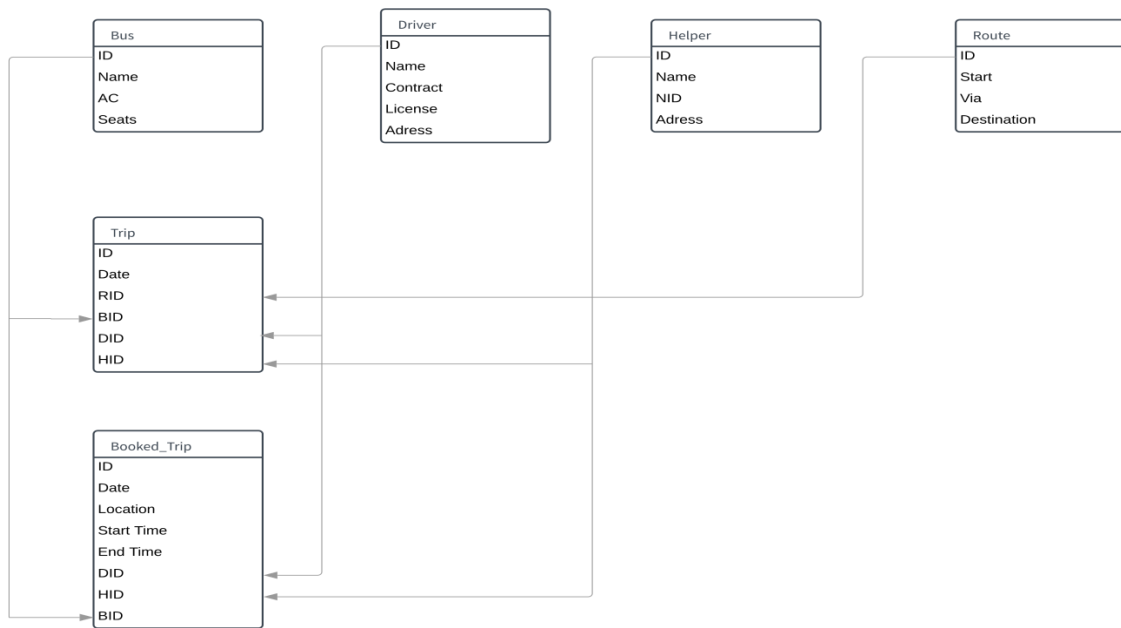 Bus
ID
Name
AC
Seats
Driver
ID
Name
Contract
License
Adress
Helper
ID
Name
NID
Adress
Route
ID
Start
Via
Destination
Trip
ID
Date
RID
BID
DID
HID
Booked_Trip
ID
Date
Location
Start Time
End Time
DID
HID
BID